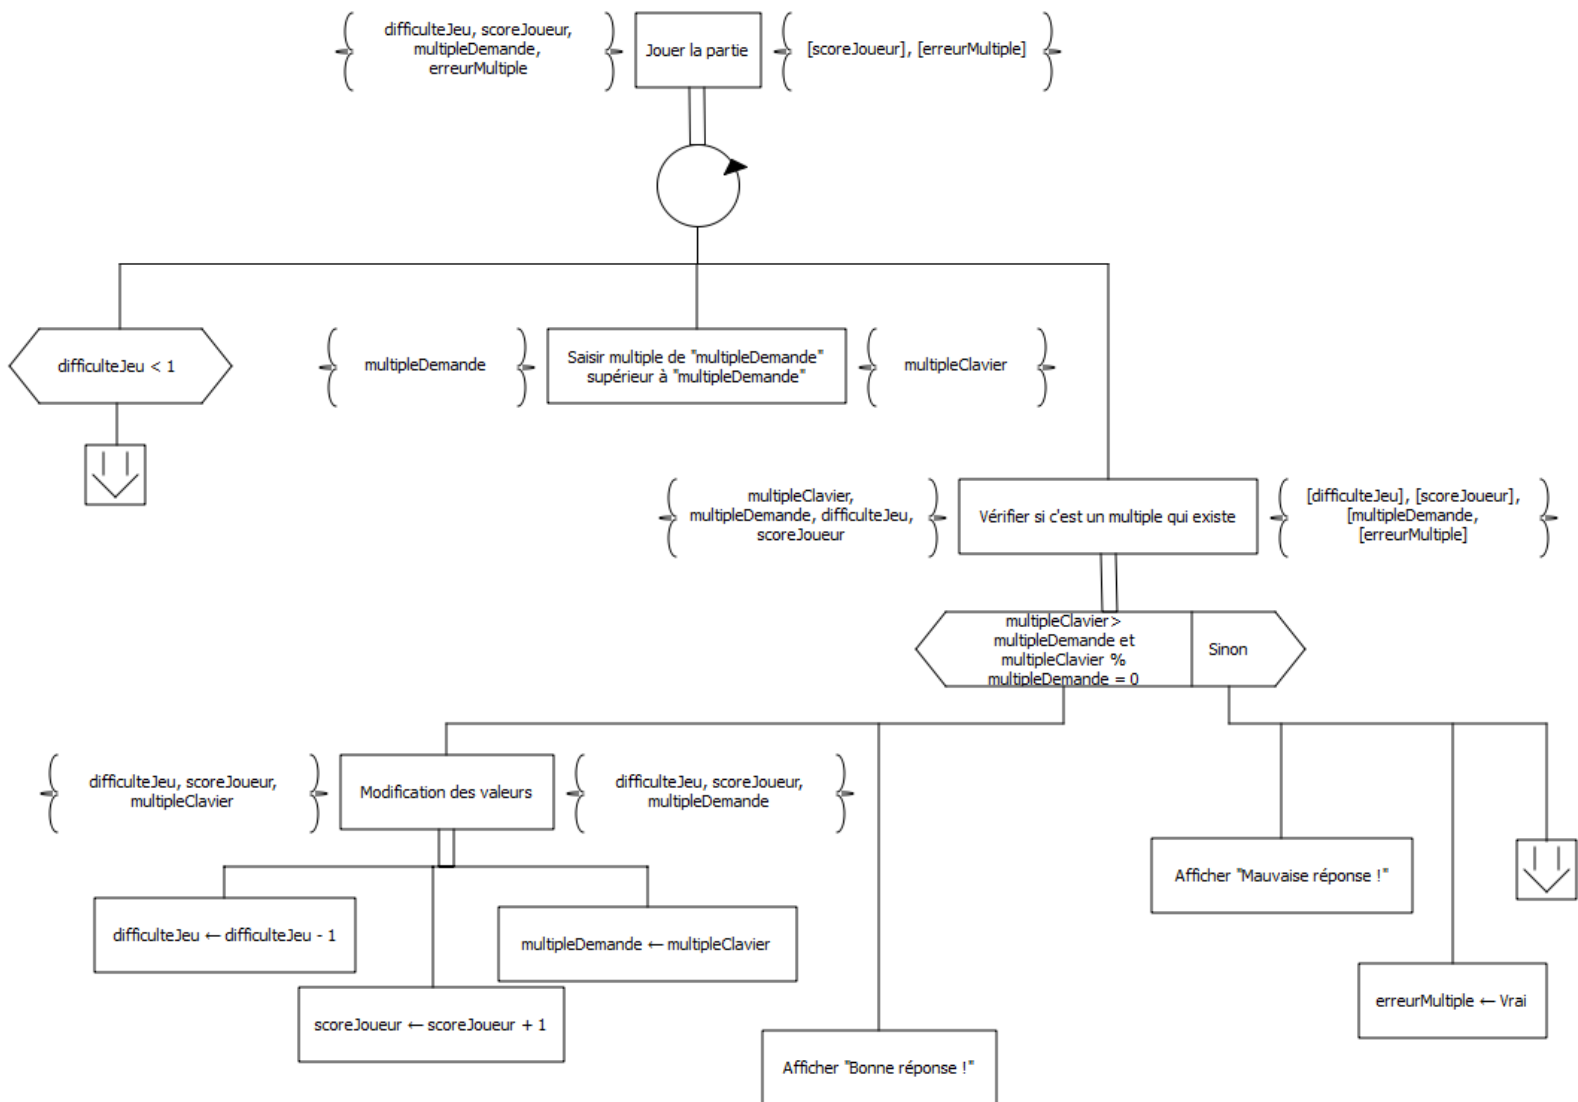 difficulteJeu, scoreJoueur,
multipleDemande,
erreurMultiple
Jouer la partie
[scoreJoueur], [erreurMultiple]
difficulteJeu < 1
multipleDemande
Saisir multiple de "multipleDemande"
supérieur à "multipleDemande"
multipleClavier
multipleClavier,
multipleDemande, difficulteJeu,
scoreJoueur
Vérifier si c'est un multiple qui existe
[difficulteJeu], [scoreJoueur],
[multipleDemande,
[erreurMultiple]
multipleClavier>
multipleDemande et
multipleClavier %
multipleDemande = 0
Sinon
difficulteJeu, scoreJoueur,
multipleClavier
Modification des valeurs
difficulteJeu, scoreJoueur,
multipleDemande
Afficher "Mauvaise réponse !"
difficulteJeu ← difficulteJeu - 1
multipleDemande ← multipleClavier
erreurMultiple ← Vrai
scoreJoueur ← scoreJoueur + 1
Afficher "Bonne réponse !"